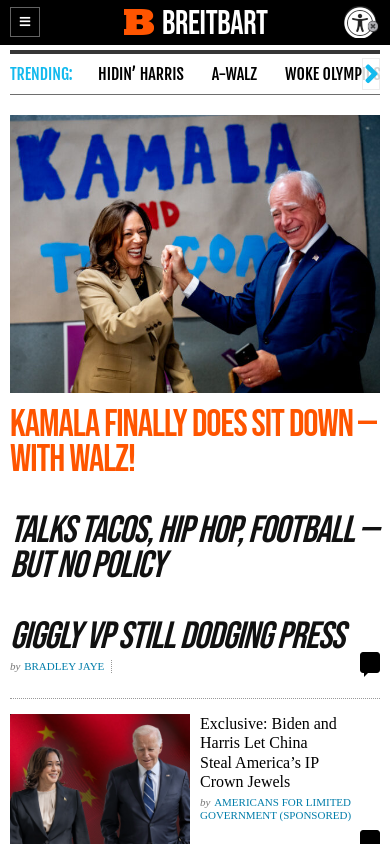 BREITBART
TRENDING:
HIDIN’ HARRIS
A-WALZ
WOKE OLYMP
KAMALA
AND
KAMALA FINALLY DOES SIT DOWN —
WITH WALZ!
TALKS TACOS, HIP HOP, FOOTBALL —
BUT NO POLICY
GIGGLY VP STILL DODGING PRESS
by BRADLEY JAYE
Exclusive: Biden and
Harris Let China
Steal America’s IP
Crown Jewels
by AMERICANS FOR LIMITED
GOVERNMENT (SPONSORED)